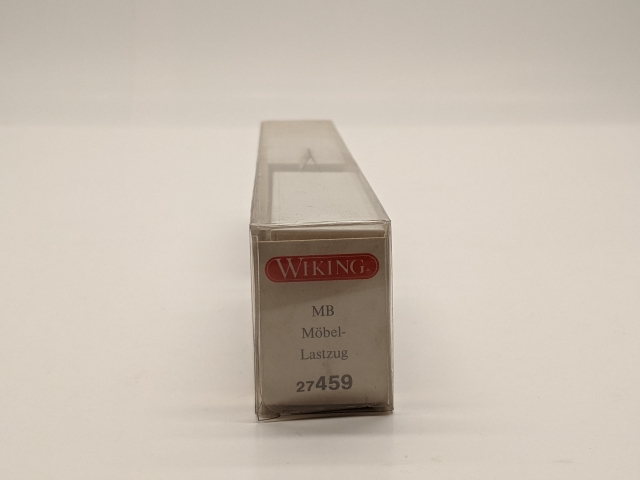 WIKING®
MB
Möbel-
Lastzug
27459